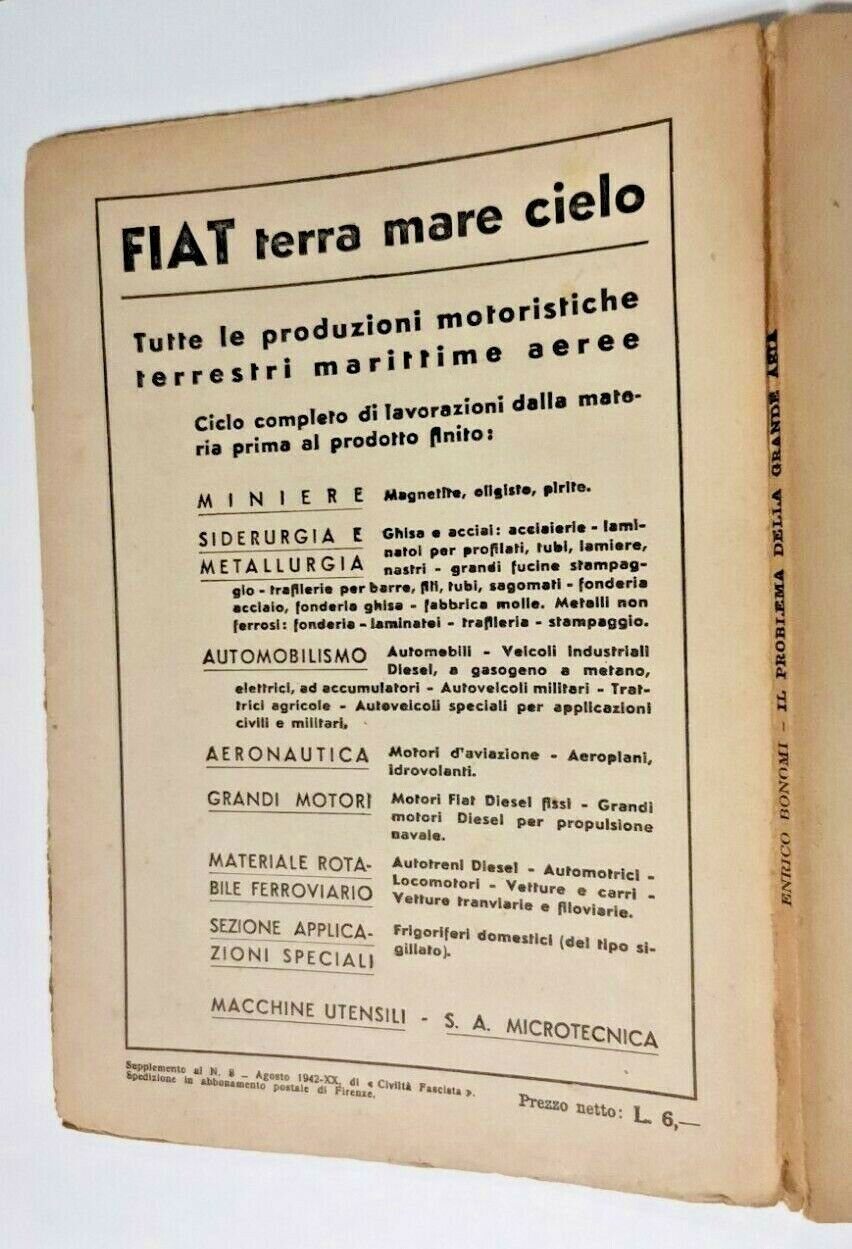 FIAT terra mare cielo
Tutte le produzioni motoristiche
terrestri marittime aeree
Ciclo completo di lavorazioni dalla mate-
ria prima al prodotto finito:
MINIERE Magnetite, oligisto, pirite.
SIDERURGIA E Ghisa e acciai: acciaierie - lami-
METALLURGIA natoi per profilati, tubi, lamiere,
nastri - grandi fucine stampag-
gio - trafilerie per barre, fili, tubi, sagomati - fonderia
acciaio, fonderia ghisa - fabbrica molle. Metalli non
ferrosi: fonderia - laminatoi - trafileria - stampaggio.
AUTOMOBILISMO Automobili - Veicoli industriali
Diesel, a gasogeno a metano,
elettrici, ad accumulatori - Autoveicoli militari - Trat-
trici agricole - Autoveicoli speciali per applicazioni
civili e militari,
AERONAUTICA Motori d'aviazione - Aeroplani,
idrovolanti.
GRANDI MOTORI Motori Fiat Diesel fissi - Grandi
motori Diesel per propulsione
navale.
MATERIALE ROTA- Autotreni Diesel - Automotrici -
BILE FERROVIARIO Locomotori - Vetture e carri -
Vetture tranviarie e filoviarie.
SEZIONE APPLICA- Frigoriferi domestici (del tipo si-
ZIONI SPECIALI gillato).
MACCHINE UTENSILI - S. A. MICROTECNICA
Supplemento al N. 8 - Agosto 1942-XX, di « Civiltà Fascista ».
Spedizione in abbonamento postale di Firenze.
Prezzo netto: L. 6,—
ENRICO BONOMI - IL PROBLEMA DELLA GRANDE ASIA